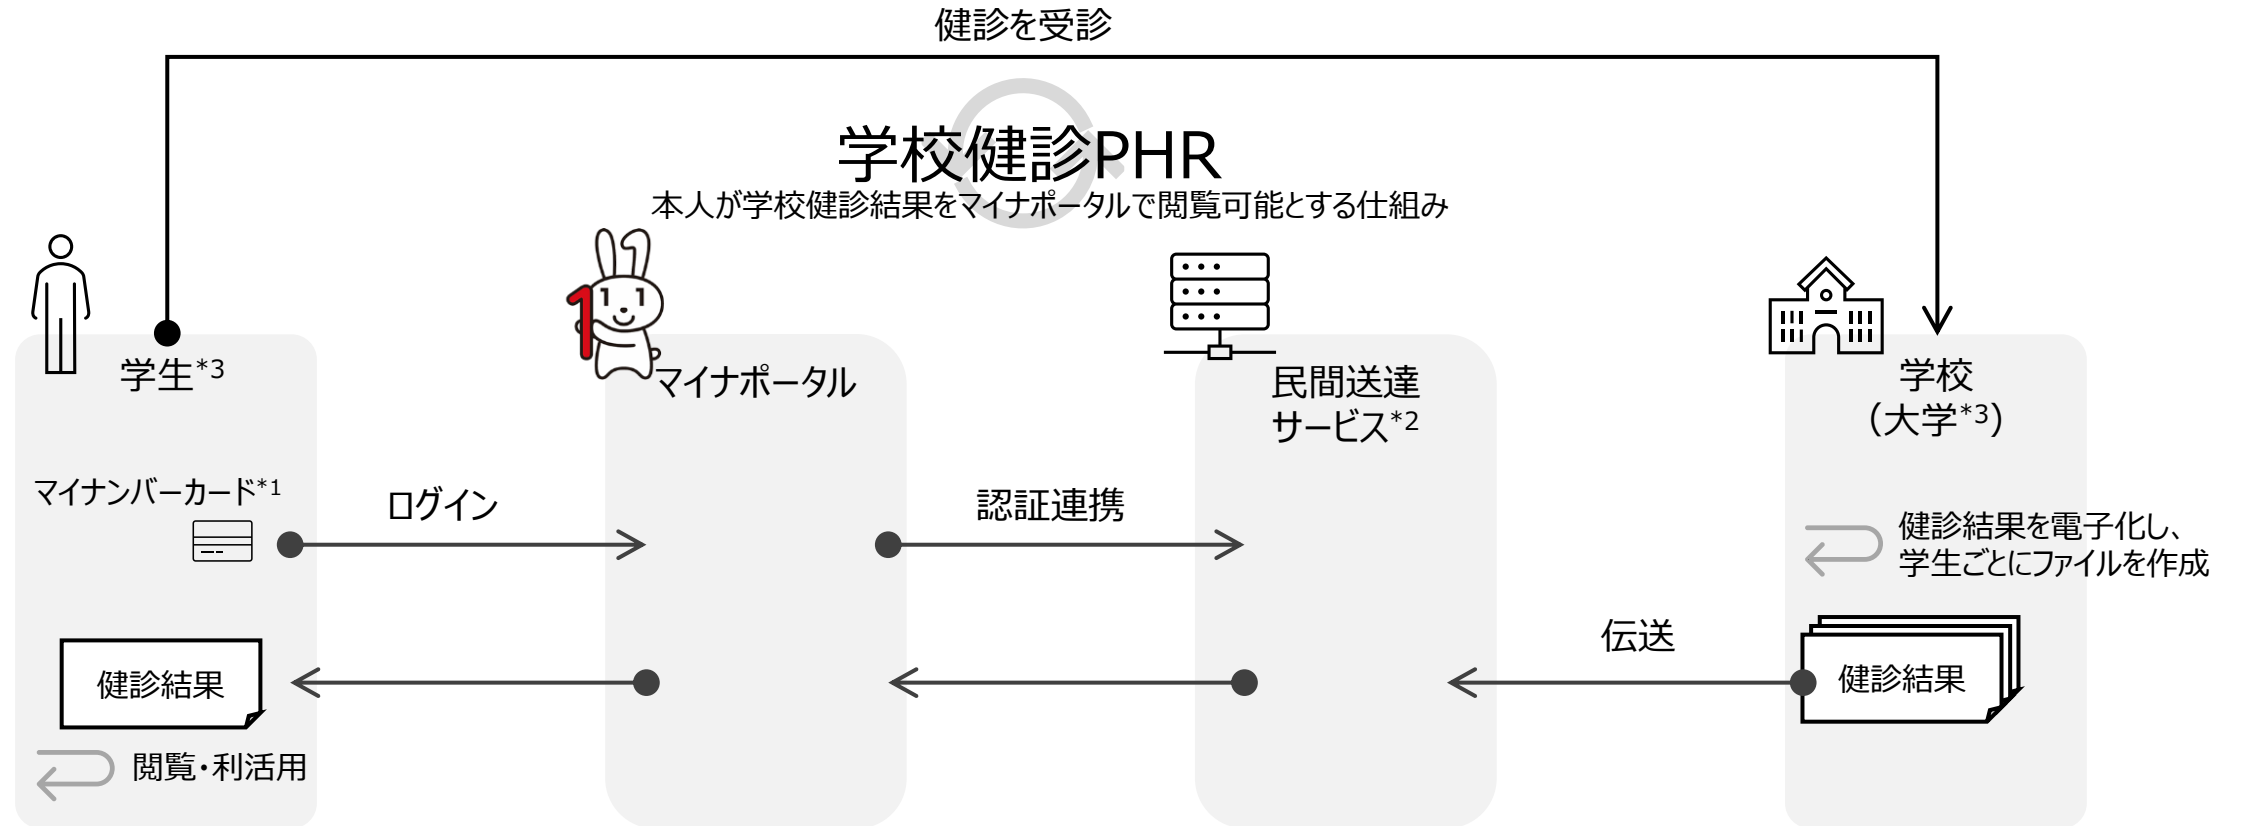 健診を受診
学校健診PHR
本人が学校健診結果をマイナポータルで閲覧可能とする仕組み
学生*3
マイナポータル
民間送達
サービス*2
学校
(大学*3)
マイナンバーカード*1
ログイン
認証連携
健診結果を電子化し、
学生ごとにファイルを作成
伝送
健診結果
健診結果
閲覧・利活用